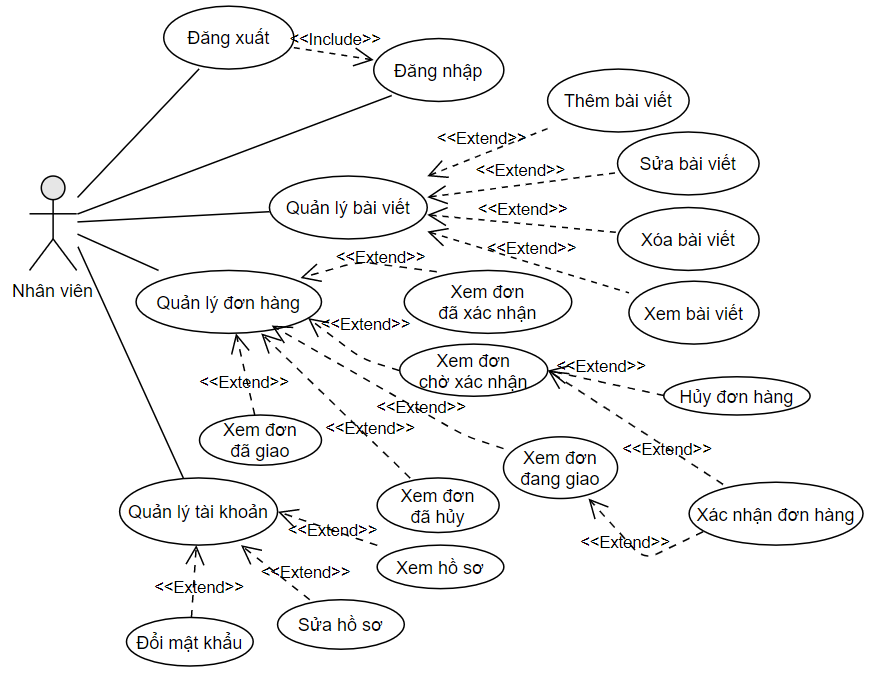 Đăng xuất
<<Include>>
Đăng nhập
Thêm bài viết
<<Extend>>
Sửa bài viết
<<Extend>>
Quản lý bài viết
<<Extend>>
Xóa bài viết
<<Extend>>
Xem bài viết
Nhân viên
<<Extend>>
Quản lý đơn hàng
Xem đơn
đã xác nhận
<<Extend>>
Xem đơn
chờ xác nhận
<<Extend>>
Hủy đơn hàng
<<Extend>>
<<Extend>>
Xem đơn
đã giao
<<Extend>>
<<Extend>>
Xem đơn
đang giao
Quản lý tài khoản
Xem đơn
đã hủy
Xác nhận đơn hàng
<<Extend>>
<<Extend>>
Xem hồ sơ
<<Extend>>
<<Extend>>
Sửa hồ sơ
Đổi mật khẩu